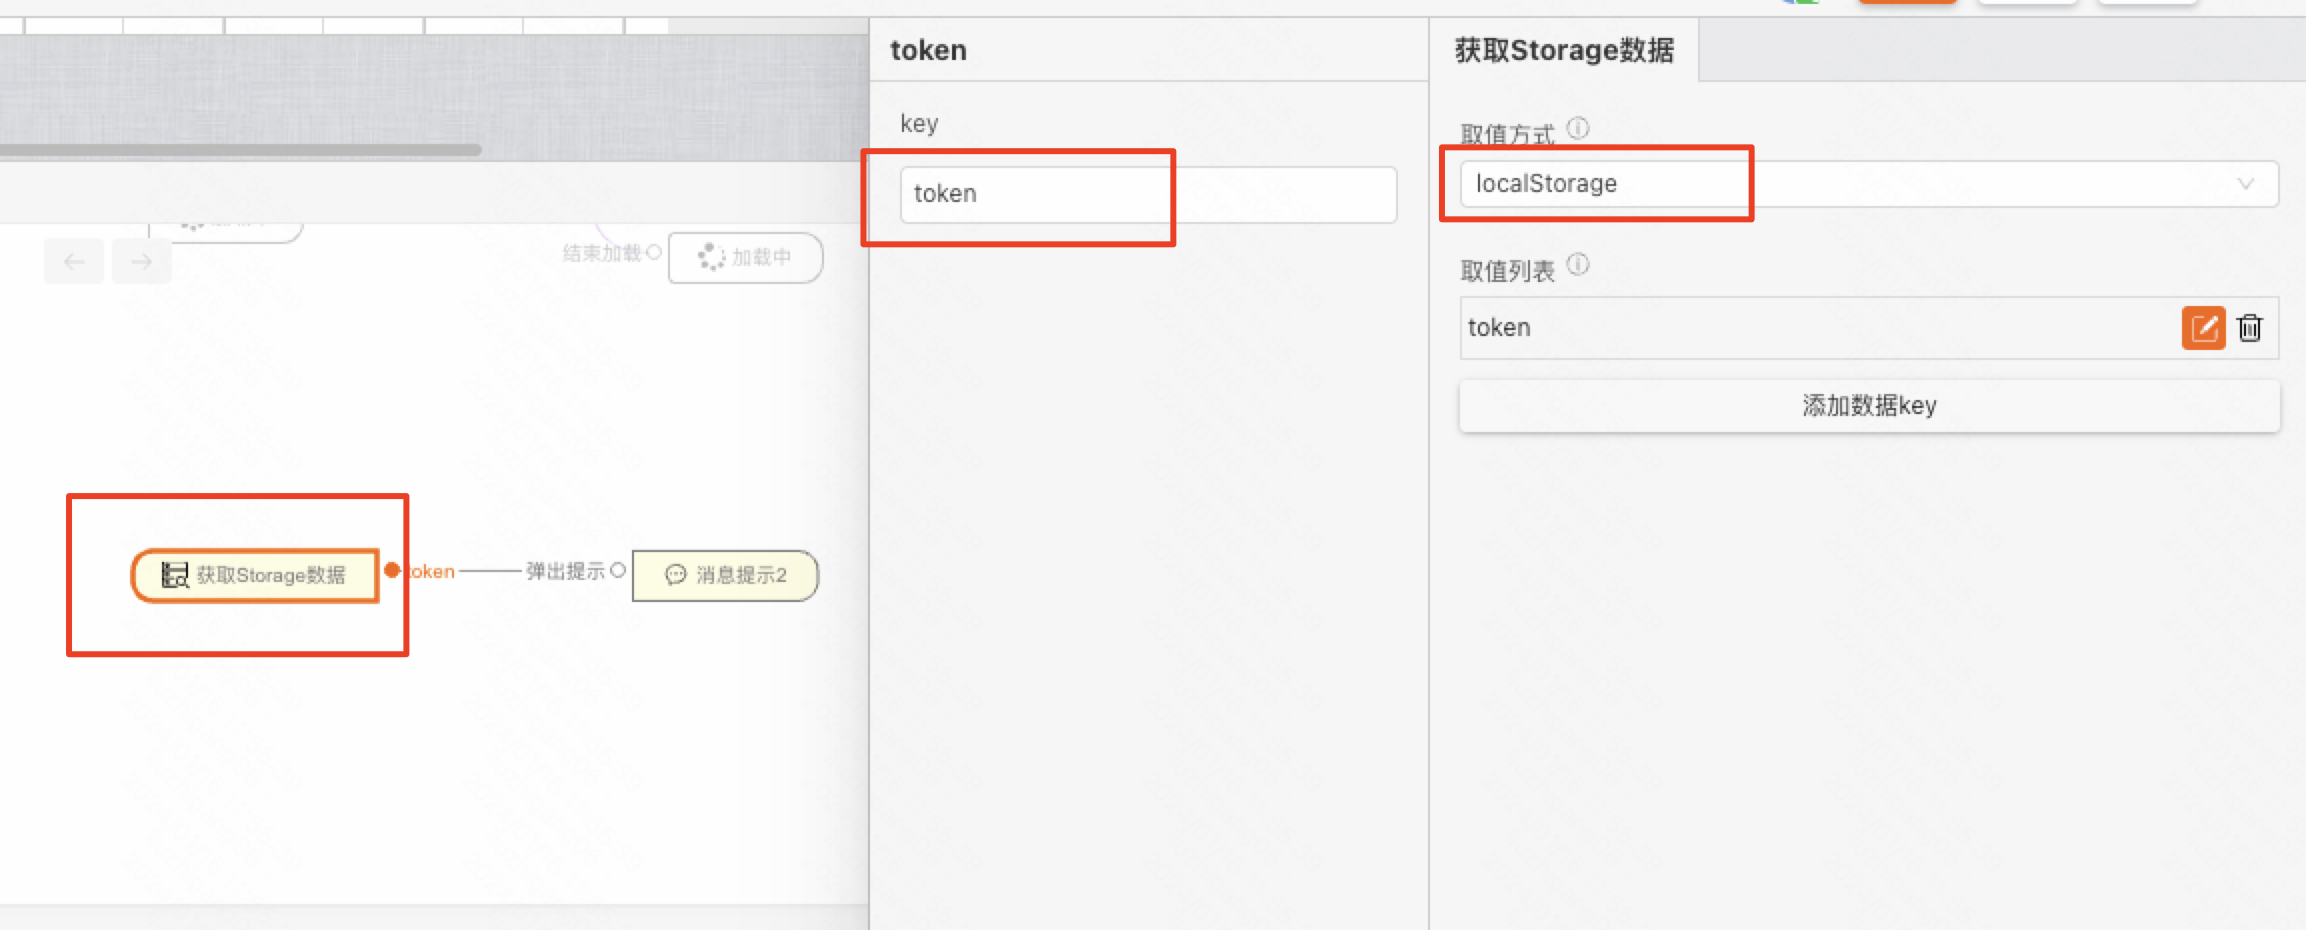 token
获取Storage数据
key
取值方式
token
localStorage
结束加载
加载中
取值列表
token
添加数据key
获取Storage数据
token
弹出提示
消息提示2